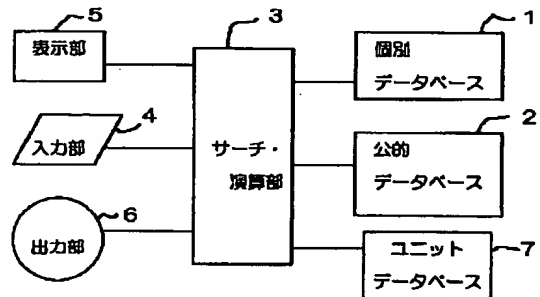 5
表示部
4
入力部
6
出力部
3
サーチ・
演算部
1
個別
データベース
2
公的
データベース
ユニット
データベース
7